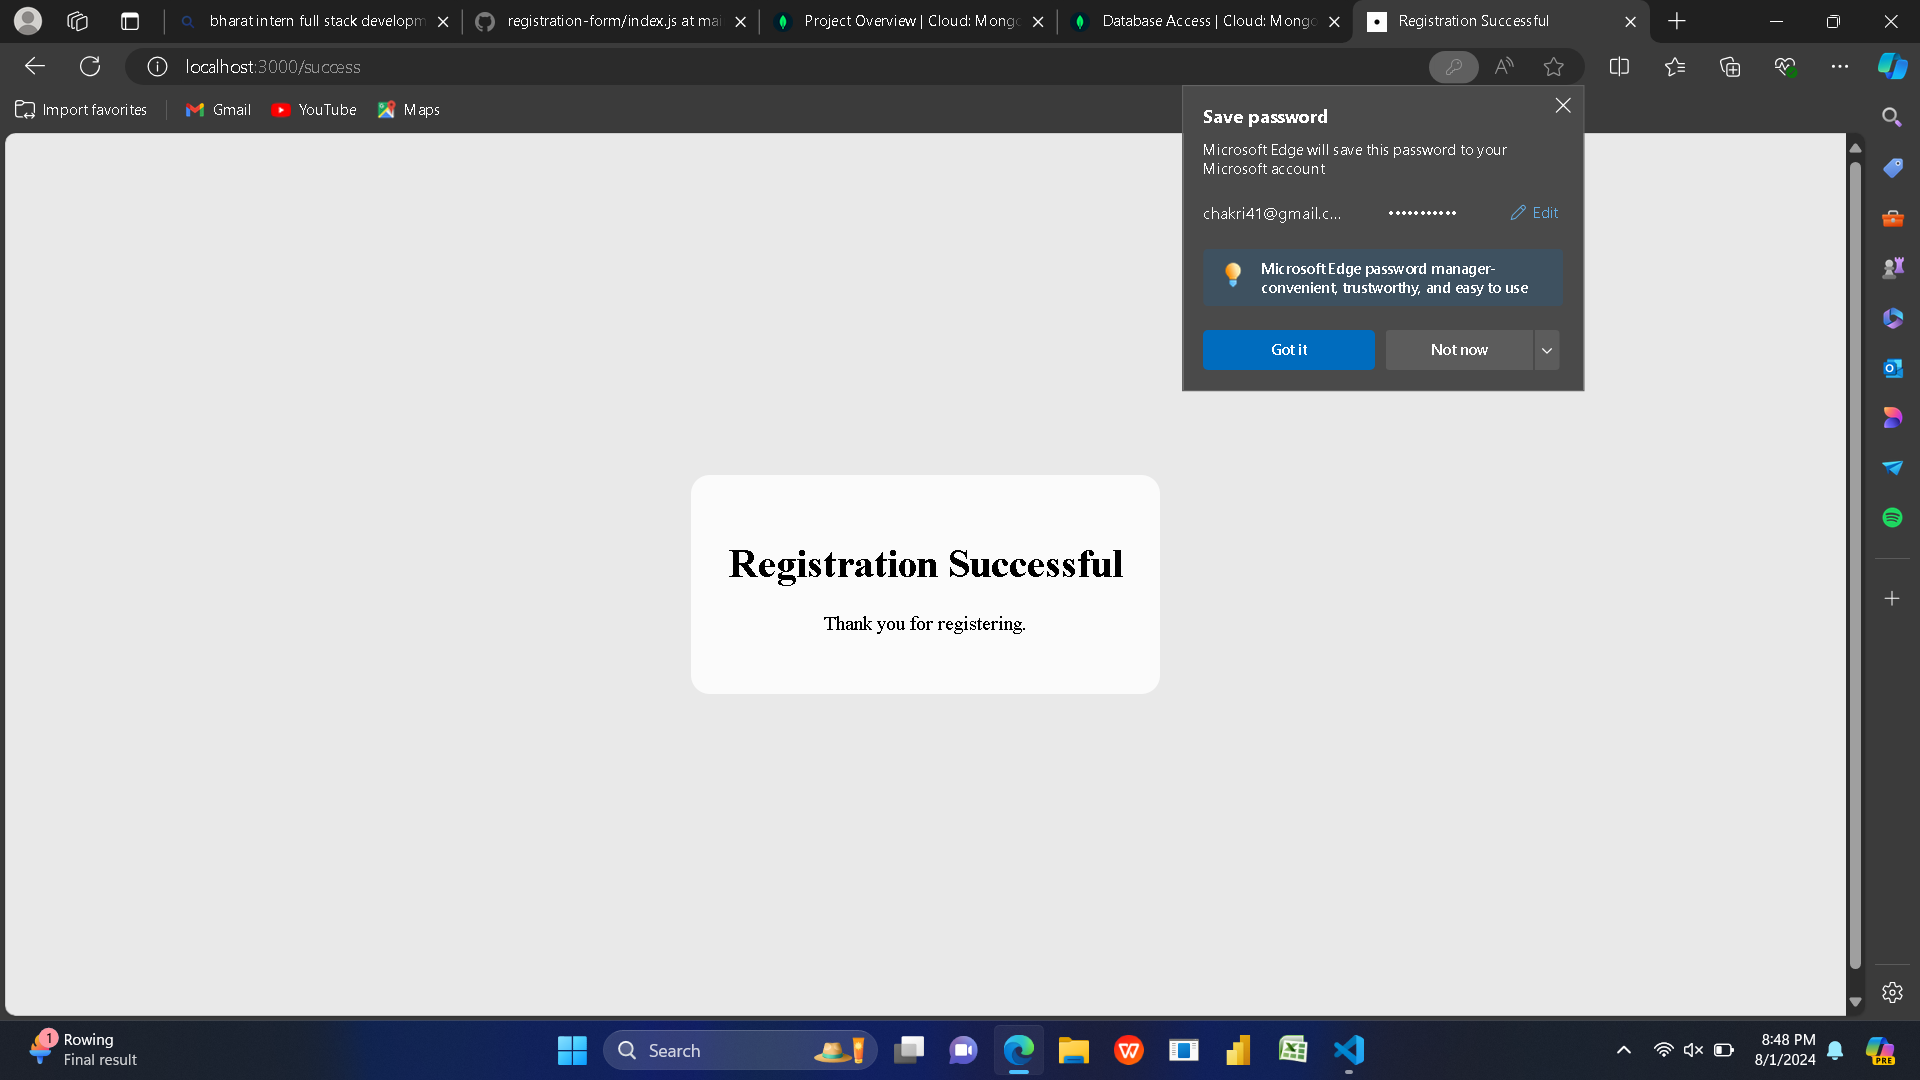 bharat intern full stack developm
registration-form/index.js at mai
Project Overview | Cloud: Mongo
Database Access | Cloud: Mongo
Registration Successful
localhost:3000/success
Import favorites
Gmail
YouTube
Maps
Save password
Microsoft Edge will save this password to your
Microsoft account
chakri41@gmail.c... ••••••••••• Edit
Microsoft Edge password manager-
convenient, trustworthy, and easy to use
Got it
Not now
Registration Successful
Thank you for registering.
1
Rowing
Final result
Search
8:48 PM
8/1/2024
PRE